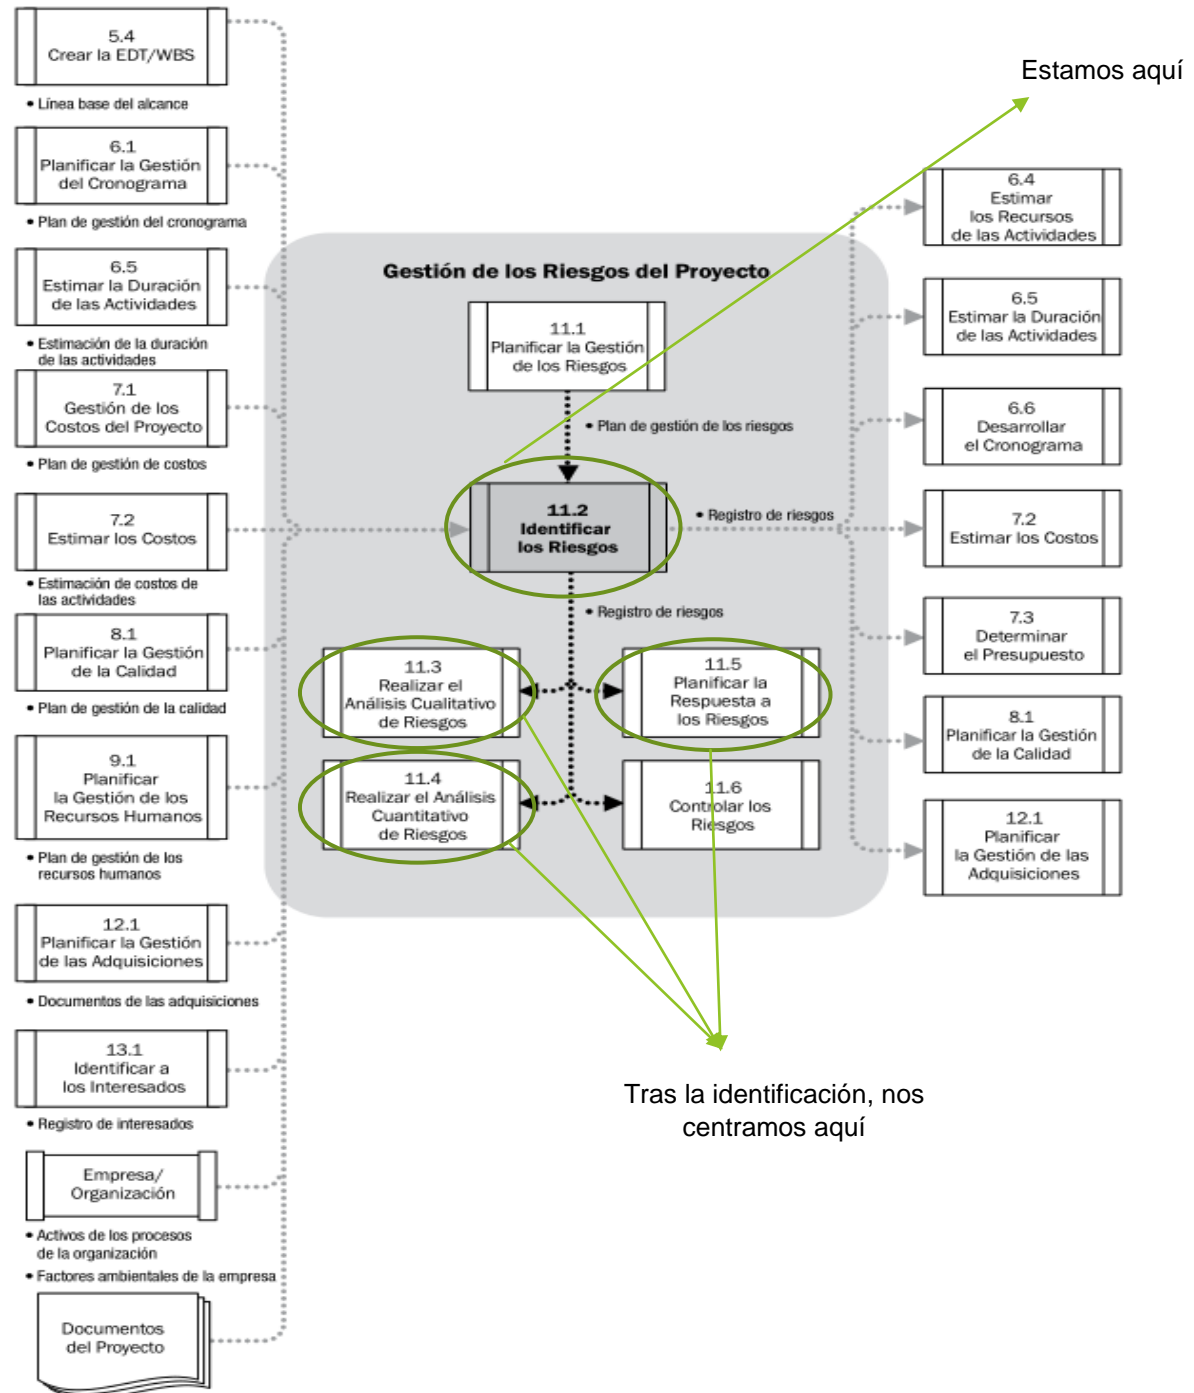 5.4
Crear la EDT/WBS
• Línea base del alcance
6.1
Planificar la Gestión
del Cronograma
• Plan de gestión del cronograma
6.5
Estimar la Duración
de las Actividades
• Estimación de la duración
de las actividades
7.1
Gestión de los
Costos del Proyecto
• Plan de gestión de costos
7.2
Estimar los Costos
• Estimación de costos de
las actividades
8.1
Planificar la Gestión
de la Calidad
• Plan de gestión de la calidad
9.1
Planificar
la Gestión de los
Recursos Humanos
• Plan de gestión de los
recursos humanos
12.1
Planificar la Gestión
de las Adquisiciones
• Documentos de las adquisiciones
13.1
Identificar a
los Interesados
• Registro de interesados
Empresa/
Organización
• Activos de los procesos
de la organización
• Factores ambientales de la empresa
Documentos
del Proyecto
Gestión de los Riesgos del Proyecto
11.1
Planificar la Gestión
de los Riesgos
• Plan de gestión de los riesgos
11.2
Identificar
los Riesgos
• Registro de riesgos
• Registro de riesgos
11.3
Realizar el
Análisis Cualitativo
de Riesgos
11.5
Planificar la
Respuesta a
los Riesgos
11.4
Realizar el Análisis
Cuantitativo
de Riesgos
11.6
Controlar los
Riesgos
Tras la identificación, nos
centramos aquí
Estamos aquí
6.4
Estimar
los Recursos
de las Actividades
6.5
Estimar la Duración
de las Actividades
6.6
Desarrollar
el Cronograma
7.2
Estimar los Costos
7.3
Determinar
el Presupuesto
8.1
Planificar la Gestión
de la Calidad
12.1
Planificar
la Gestión de las
Adquisiciones